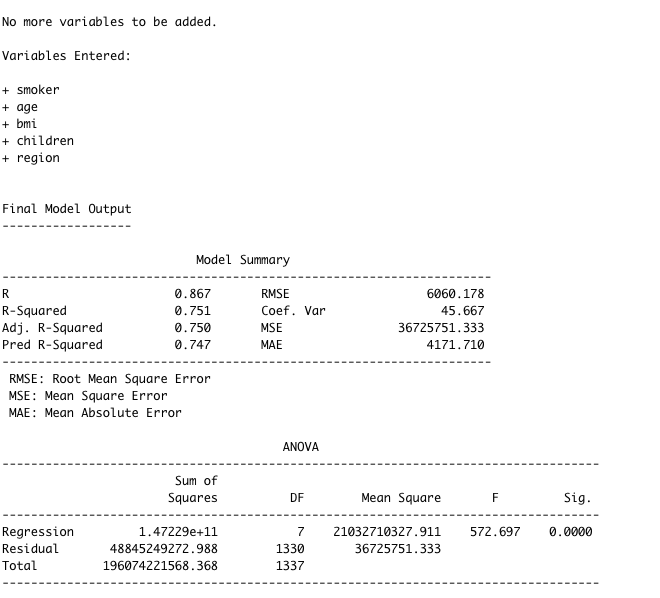 No more variables to be added.
Variables Entered:
+ smoker
+ age
+ bmi
+ children
+ region
Final Model Output
------------------
Model Summary
--------------------------------------------------------------------
R 0.867 RMSE 6060.178
R-Squared 0.751 Coef. Var 45.667
Adj. R-Squared 0.750 MSE 36725751.333
Pred R-Squared 0.747 MAE 4171.710
--------------------------------------------------------------------
RMSE: Root Mean Square Error
MSE: Mean Square Error
MAE: Mean Absolute Error
ANOVA
-----------------------------------------------------------------------------------
Sum of
Squares DF Mean Square F Sig.
-----------------------------------------------------------------------------------
Regression 1.47229e+11 7 21032710327.911 572.697 0.0000
Residual 48845249272.988 1330 36725751.333
Total 196074221568.368 1337
-----------------------------------------------------------------------------------